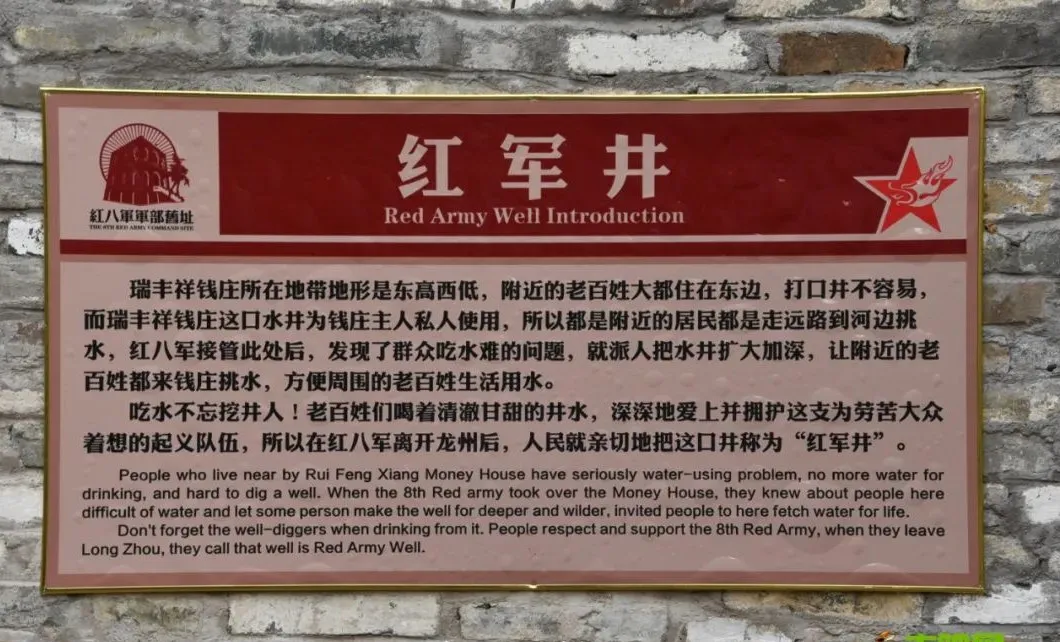 红军井
Red Army Well Introduction
紅八軍軍部舊址
THE 8TH RED ARMY COMMAND SITE
瑞丰祥钱庄所在地带地形是东高西低，附近的老百姓大都住在东边，打口井不容易，
而瑞丰祥钱庄这口水井为钱庄主人私人使用，所以都是附近的居民都是走远路到河边挑
水，红八军接管此处后，发现了群众吃水难的问题，就派人把水井扩大加深，让附近的老
百姓都来钱庄挑水，方便周围的老百姓生活用水。
吃水不忘挖井人！老百姓们喝着清澈甘甜的井水，深深地爱上并拥护这支为劳苦大众
着想的起义队伍，所以在红八军离开龙州后，人民就亲切地把这口井称为“红军井”。
People who live near by Rui Feng Xiang Money House have seriously water-using problem, no more water for
drinking, and hard to dig a well. When the 8th Red army took over the Money House, they knew about people here
difficult of water and let some person make the well for deeper and wilder, invited people to here fetch water for life.
Don't forget the well-diggers when drinking from it. People respect and support the 8th Red Army, when they leave
Long Zhou, they call that well is Red Army Well.